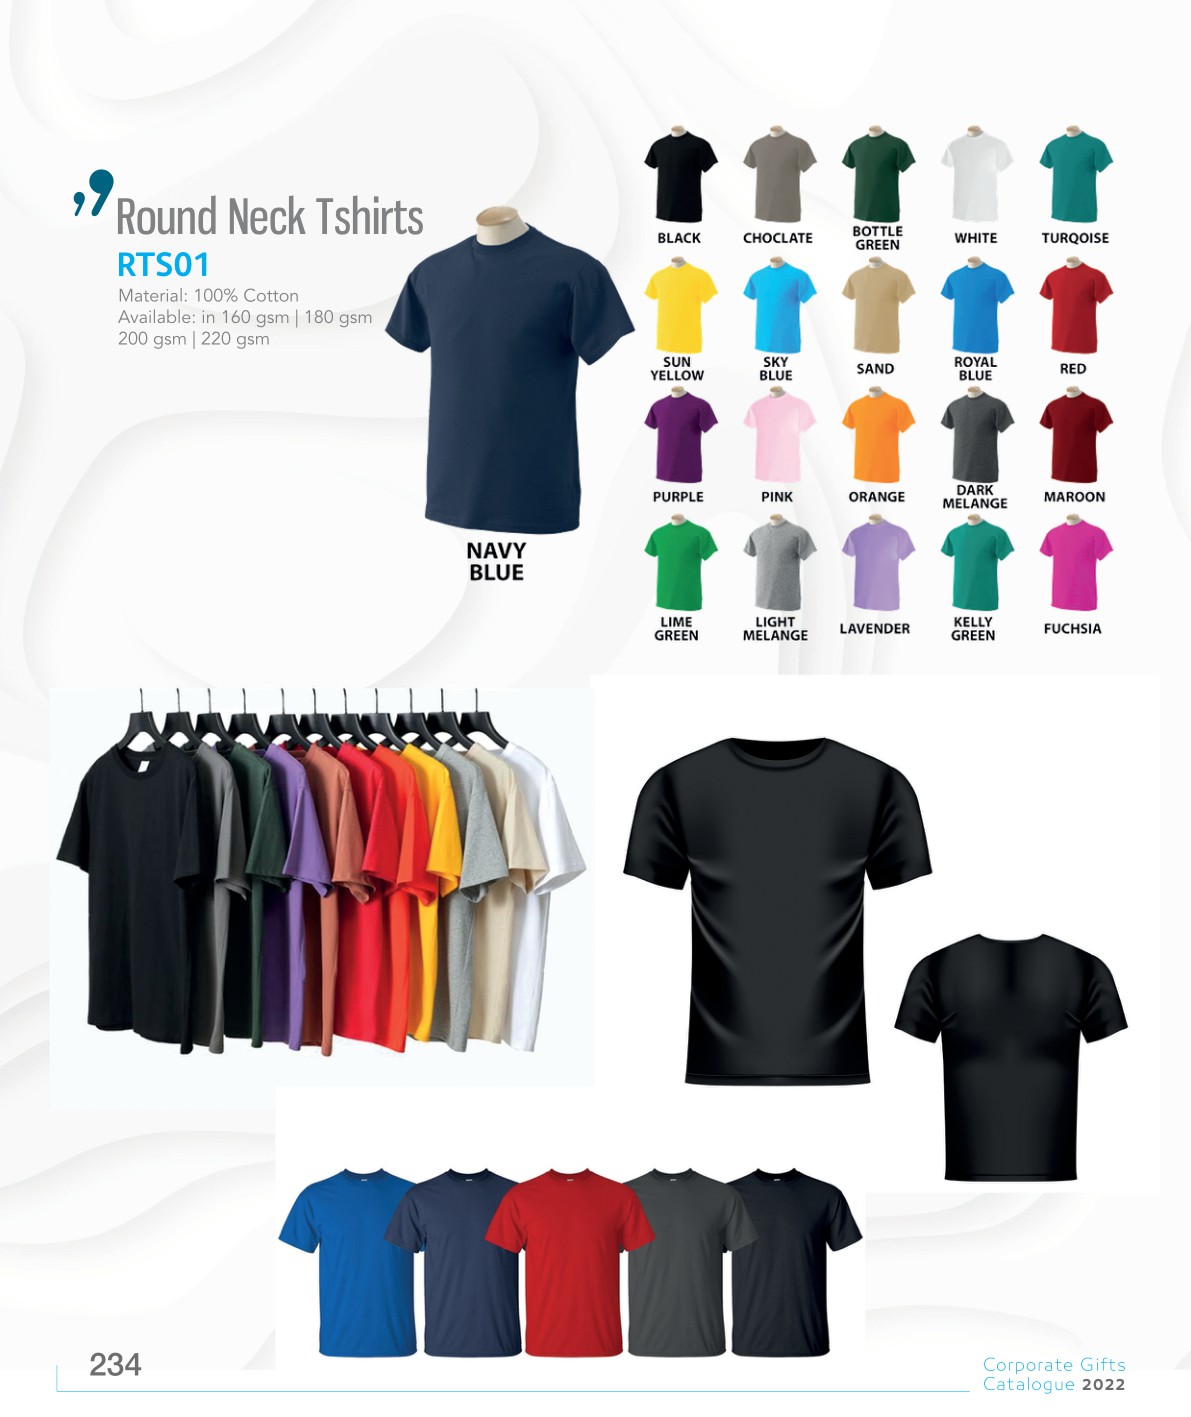 Round Neck Tshirts
RTS01
Material: 100% Cotton
Available: in 160 gsm | 180 gsm
200 gsm | 220 gsm
NAVY
BLUE
BLACK
CHOCLATE
BOTTLE
GREEN
WHITE
TURQOISE
SUN
YELLOW
SKY
BLUE
SAND
ROYAL
BLUE
RED
PURPLE
PINK
ORANGE
DARK
MELANGE
MAROON
LIME
GREEN
LIGHT
MELANGE
LAVENDER
KELLY
GREEN
FUCHSIA
234
Corporate Gifts
Catalogue 2022